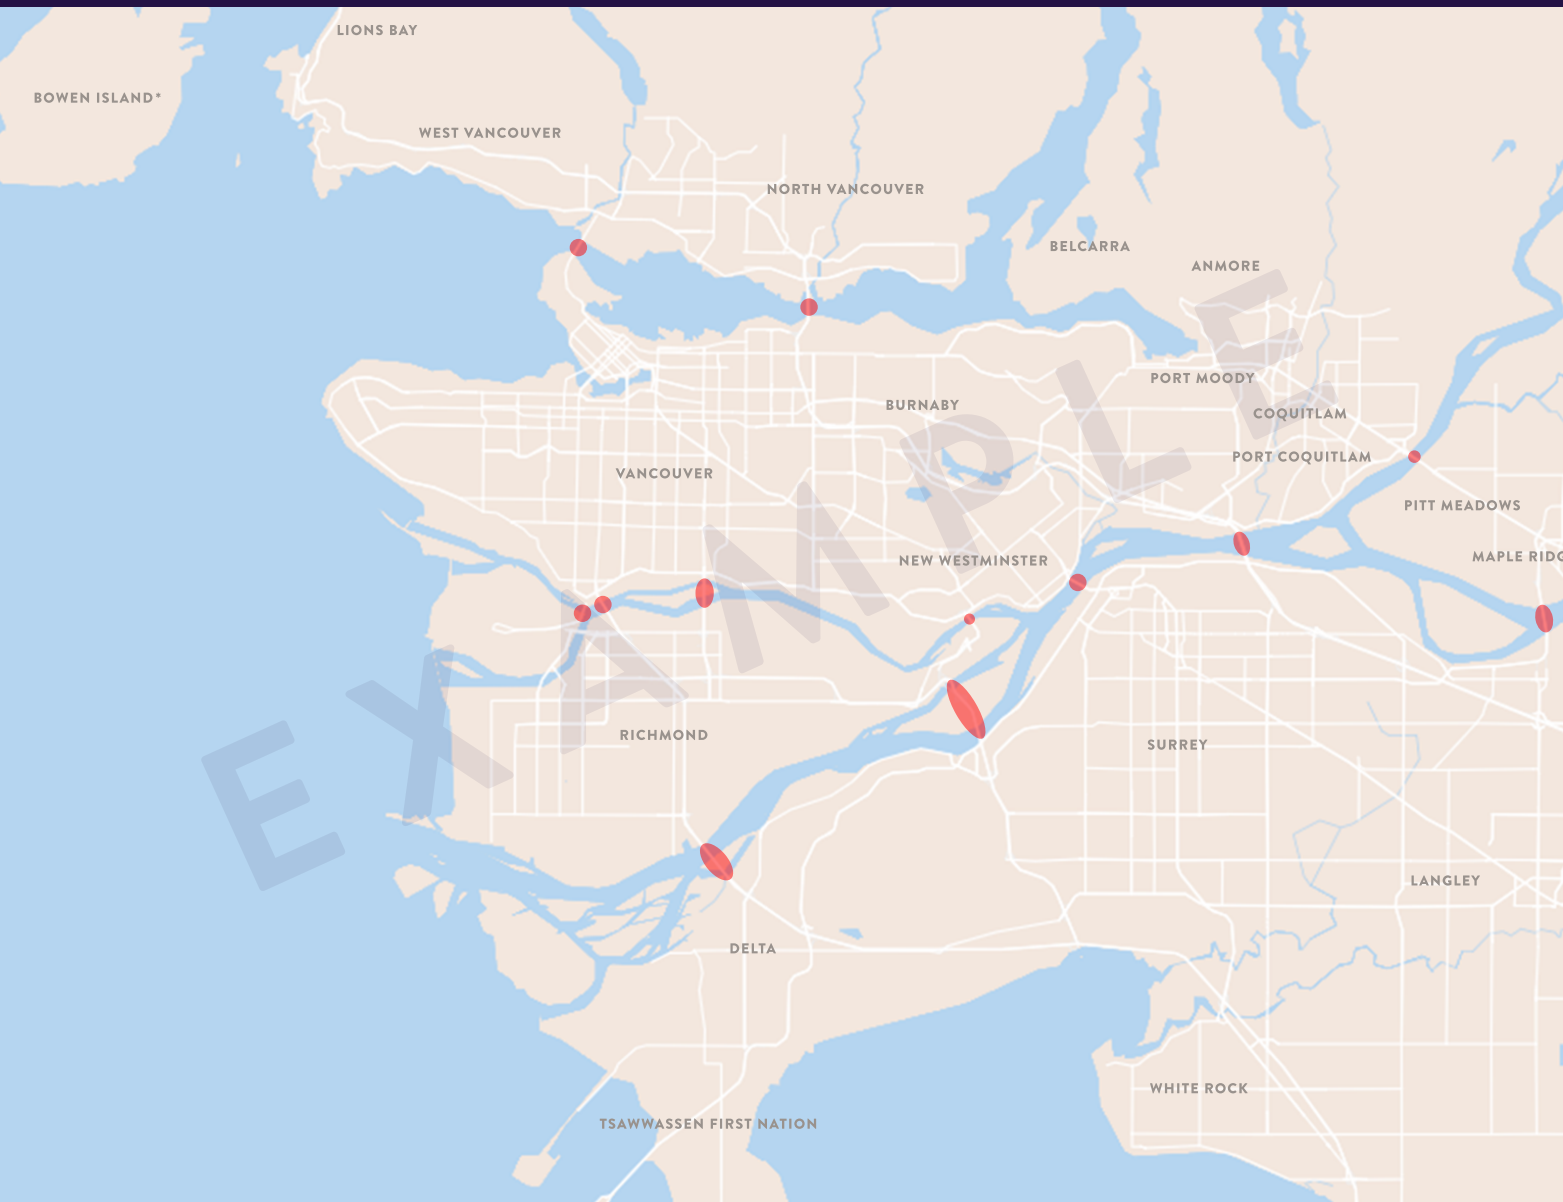 LIONS BAY
BOWEN ISLAND*
WEST VANCOUVER
NORTH VANCOUVER
BELCARRA
ANMORE
PORT MOODY
BURNABY
COQUITLAM
PORT COQUITLAM
VANCOUVER
PITT MEADOWS
MAPLE RIDG
NEW WESTMINSTER
EXAMPLE
RICHMOND
SURREY
LANGLEY
DELTA
WHITE ROCK
TSAWWASSEN FIRST NATION